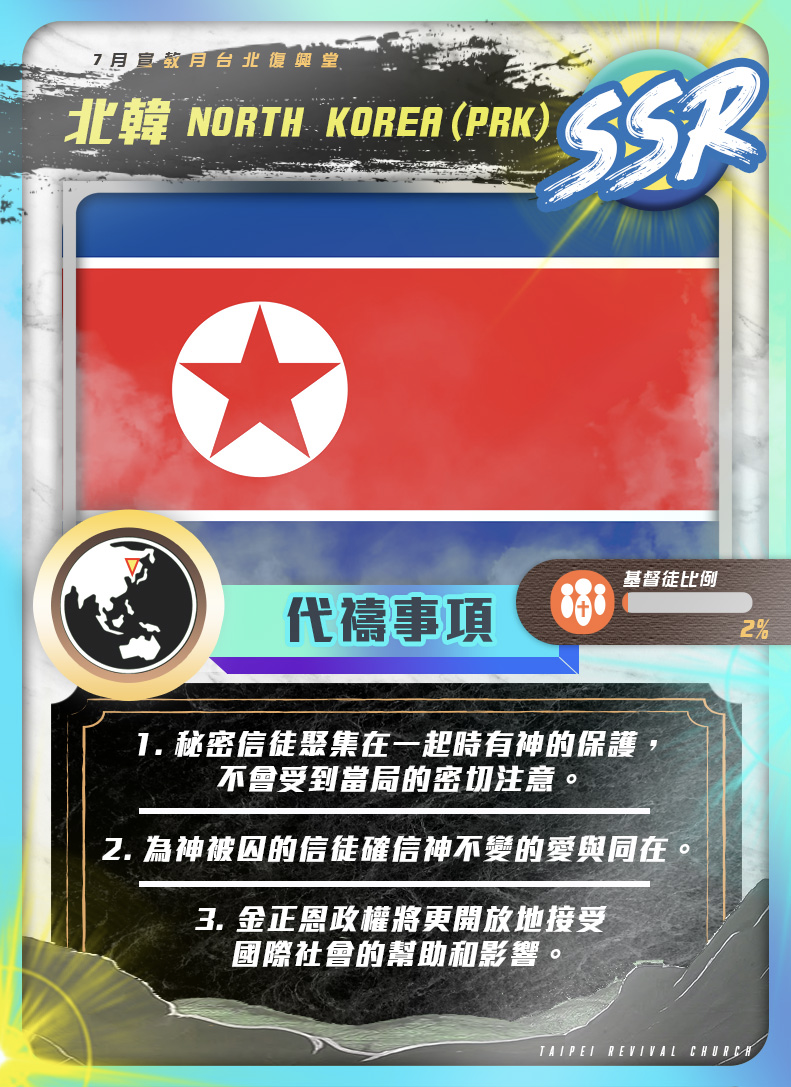 7月宣教月台北復興堂
北韓 NORTH KOREA(PRK)
SSR
基督徒比例
2%
代禱事項
1. 秘密信徒聚集在一起時有神的保護,
不會受到當局的密切注意。
2. 為神被囚的信徒確信神不變的愛與同在。
3. 金正恩政權將更開放地接受
國際社會的幫助和影響。
TAIPEI REVIVAL CHURCH